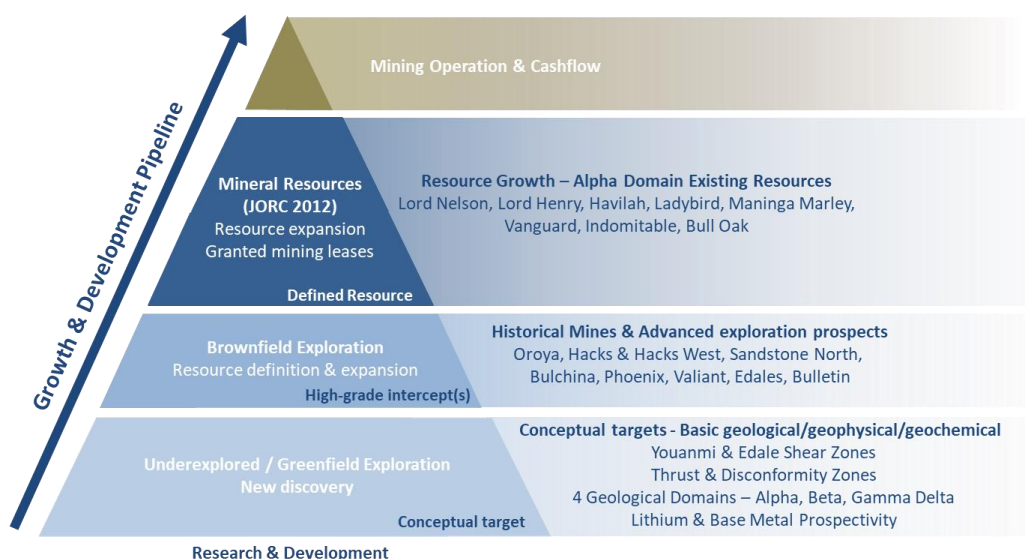 Growth & Development Pipeline
Mining Operation & Cashflow
Mineral Resources
(JORC 2012)
Resource expansion
Granted mining leases
Defined Resource
Resource Growth – Alpha Domain Existing Resources
Lord Nelson, Lord Henry, Havilah, Ladybird, Maninga Marley,
Vanguard, Indomitable, Bull Oak
Brownfield Exploration
Resource definition & expansion
High-grade intercept(s)
Historical Mines & Advanced exploration prospects
Oroya, Hacks & Hacks West, Sandstone North,
Bulchina, Phoenix, Valiant, Edales, Bulletin
Underexplored / Greenfield Exploration
New discovery
Conceptual target
Conceptual targets - Basic geological/geophysical/geochemical
Youanmi & Edale Shear Zones
Thrust & Disconformity Zones
4 Geological Domains – Alpha, Beta, Gamma Delta
Lithium & Base Metal Prospectivity
Research & Development